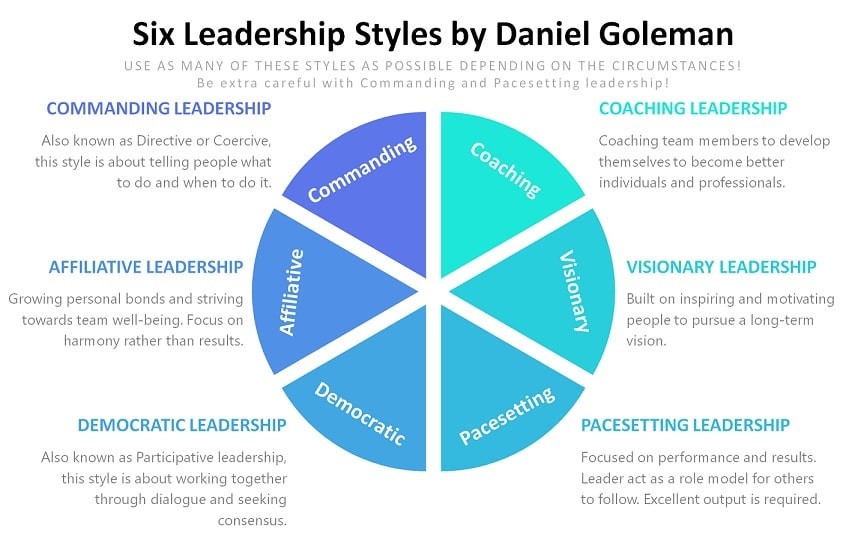 Six Leadership Styles by Daniel Goleman
USE AS MANY OF THESE STYLES AS POSSIBLE DEPENDING ON THE CIRCUMSTANCES!
Be extra careful with Commanding and Pacesetting leadership!
COMMANDING LEADERSHIP
Also known as Directive or Coercive,
this style is about telling people what
to do and when to do it.
AFFILIATIVE LEADERSHIP
Growing personal bonds and striving
towards team well-being. Focus on
harmony rather than results.
DEMOCRATIC LEADERSHIP
Also known as Participative leadership,
this style is about working together
through dialogue and seeking
consensus.
Commanding
Coaching
Affiliative
Visionary
Democratic
Pacesetting
COACHING LEADERSHIP
Coaching team members to develop
themselves to become better
individuals and professionals.
VISIONARY LEADERSHIP
Built on inspiring and motivating
people to pursue a long-term
vision.
PACESETTING LEADERSHIP
Focused on performance and results.
Leader act as a role model for others
to follow. Excellent output is required.